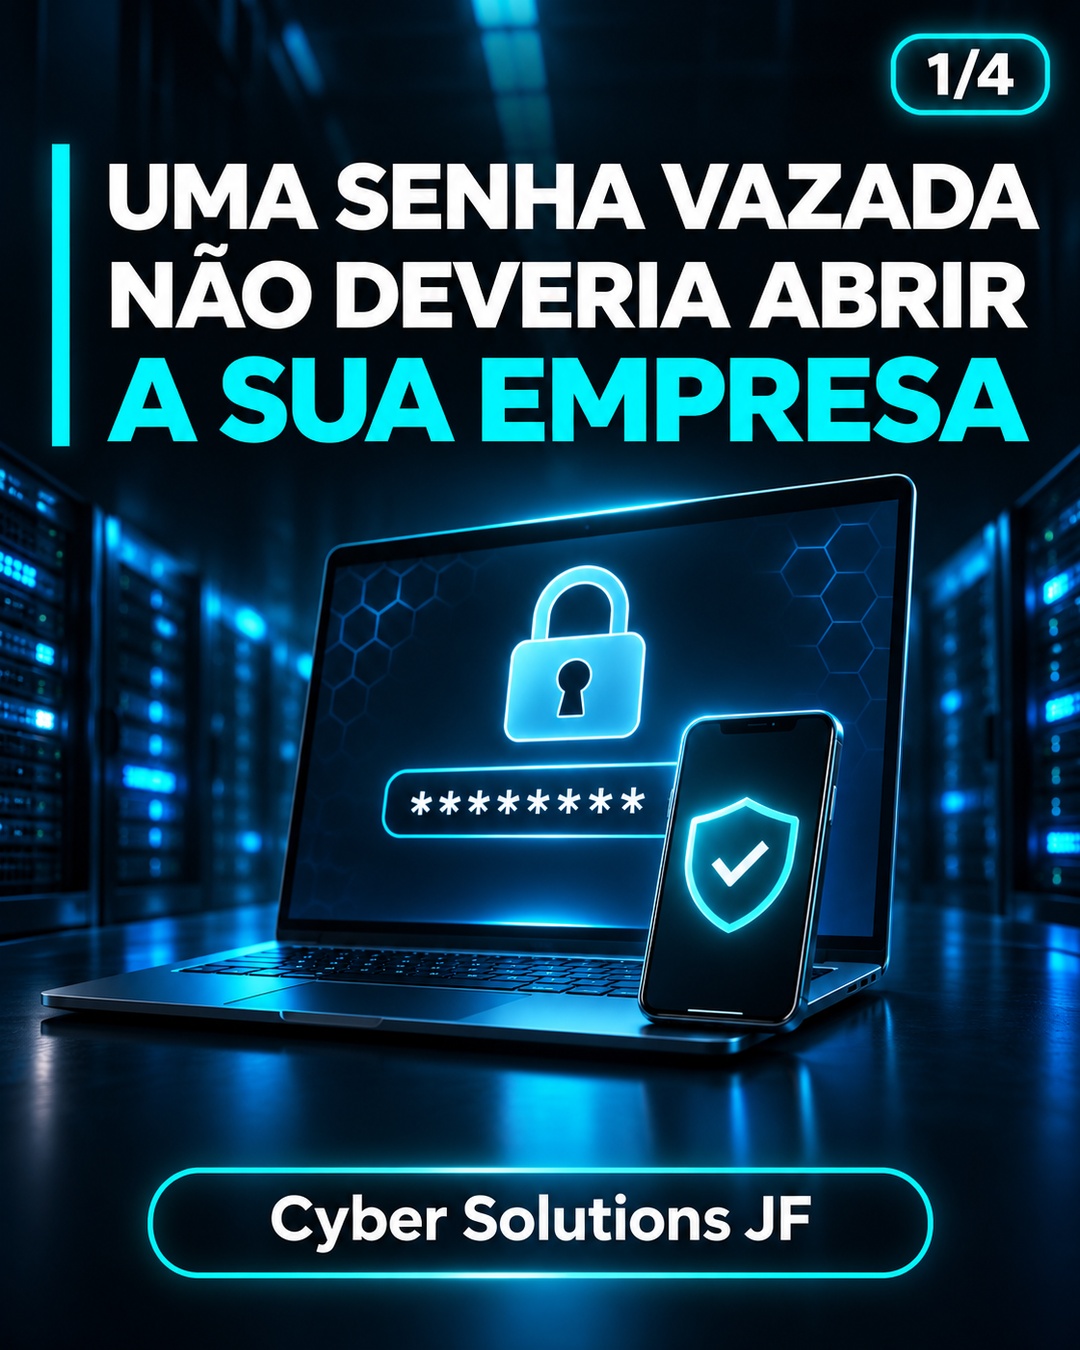 1/4
UMA SENHA VAZADA
NÃO DEVERIA ABRIR
A SUA EMPRESA
********
Cyber Solutions JF